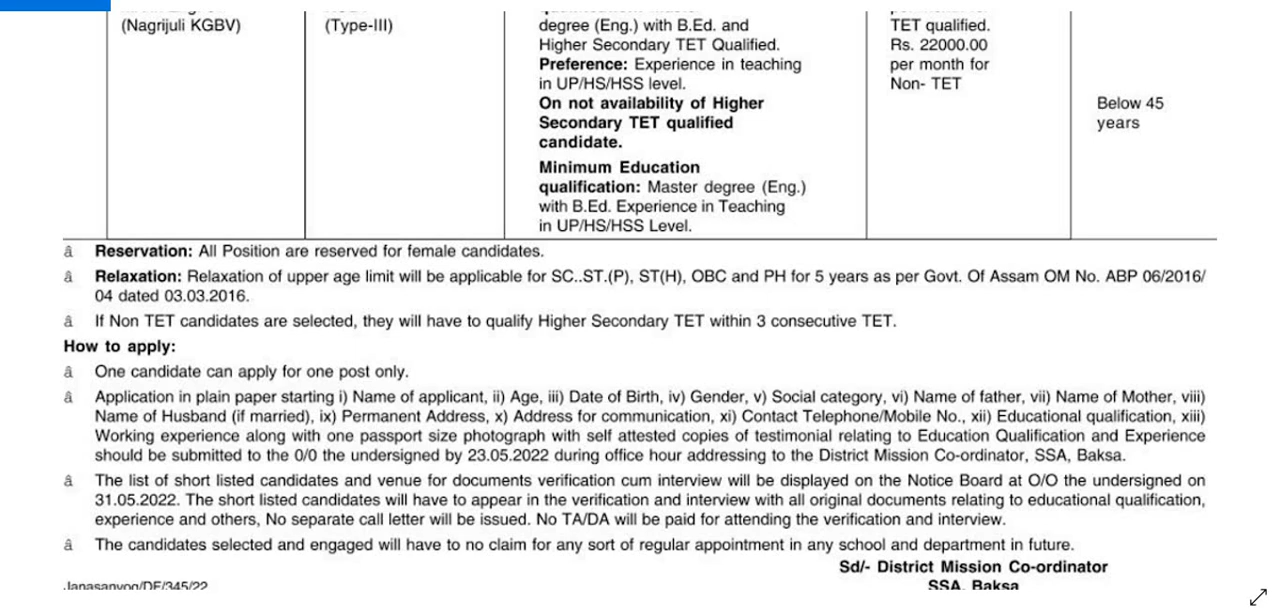 (Nagrijuli KGBV) (Type-III) degree (Eng.) with B.Ed. and TET qualified.
Higher Secondary TET Qualified. Rs. 22000.00
Preference: Experience in teaching per month for
in UP/HS/HSS level. Non- TET
On not availability of Higher Below 45
Secondary TET qualified years
candidate.
Minimum Education
qualification: Master degree (Eng.)
with B.Ed. Experience in Teaching
in UP/HS/HSS Level.
â Reservation: All Position are reserved for female candidates.
â Relaxation: Relaxation of upper age limit will be applicable for SC..ST.(P), ST(H), OBC and PH for 5 years as per Govt. Of Assam OM No. ABP 06/2016/
04 dated 03.03.2016.
â If Non TET candidates are selected, they will have to qualify Higher Secondary TET within 3 consecutive TET.
How to apply:
â One candidate can apply for one post only.
â Application in plain paper starting i) Name of applicant, ii) Age, iii) Date of Birth, iv) Gender, v) Social category, vi) Name of father, vii) Name of Mother, viii)
Name of Husband (if married), ix) Permanent Address, x) Address for communication, xi) Contact Telephone/Mobile No., xii) Educational qualification, xiii)
Working experience along with one passport size photograph with self attested copies of testimonial relating to Education Qualification and Experience
should be submitted to the 0/0 the undersigned by 23.05.2022 during office hour addressing to the District Mission Co-ordinator, SSA, Baksa.
â The list of short listed candidates and venue for documents verification cum interview will be displayed on the Notice Board at O/O the undersigned on
31.05.2022. The short listed candidates will have to appear in the verification and interview with all original documents relating to educational qualification,
experience and others, No separate call letter will be issued. No TA/DA will be paid for attending the verification and interview.
â The candidates selected and engaged will have to no claim for any sort of regular appointment in any school and department in future.
Sd/- District Mission Co-ordinator
Janasanyog/DF/345/22 SSA, Baksa